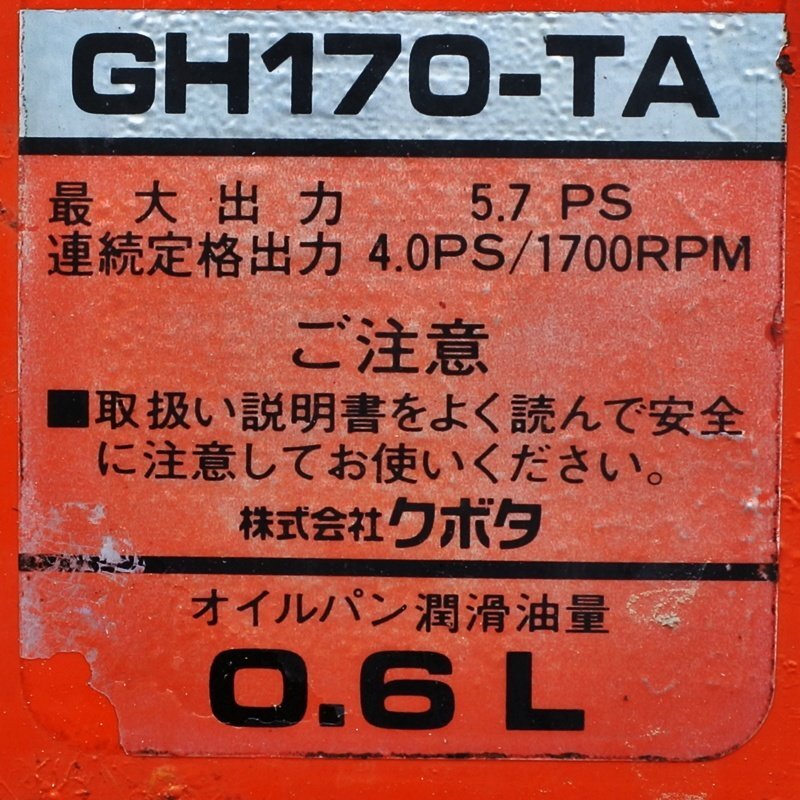 GH170-TA
最大出力 5.7 PS
連続定格出力 4.0PS/1700RPM
ご注意
■取扱い説明書をよく読んで安全
に注意してお使いください。
株式会社クボタ
オイルパン潤滑油量
0.6 L